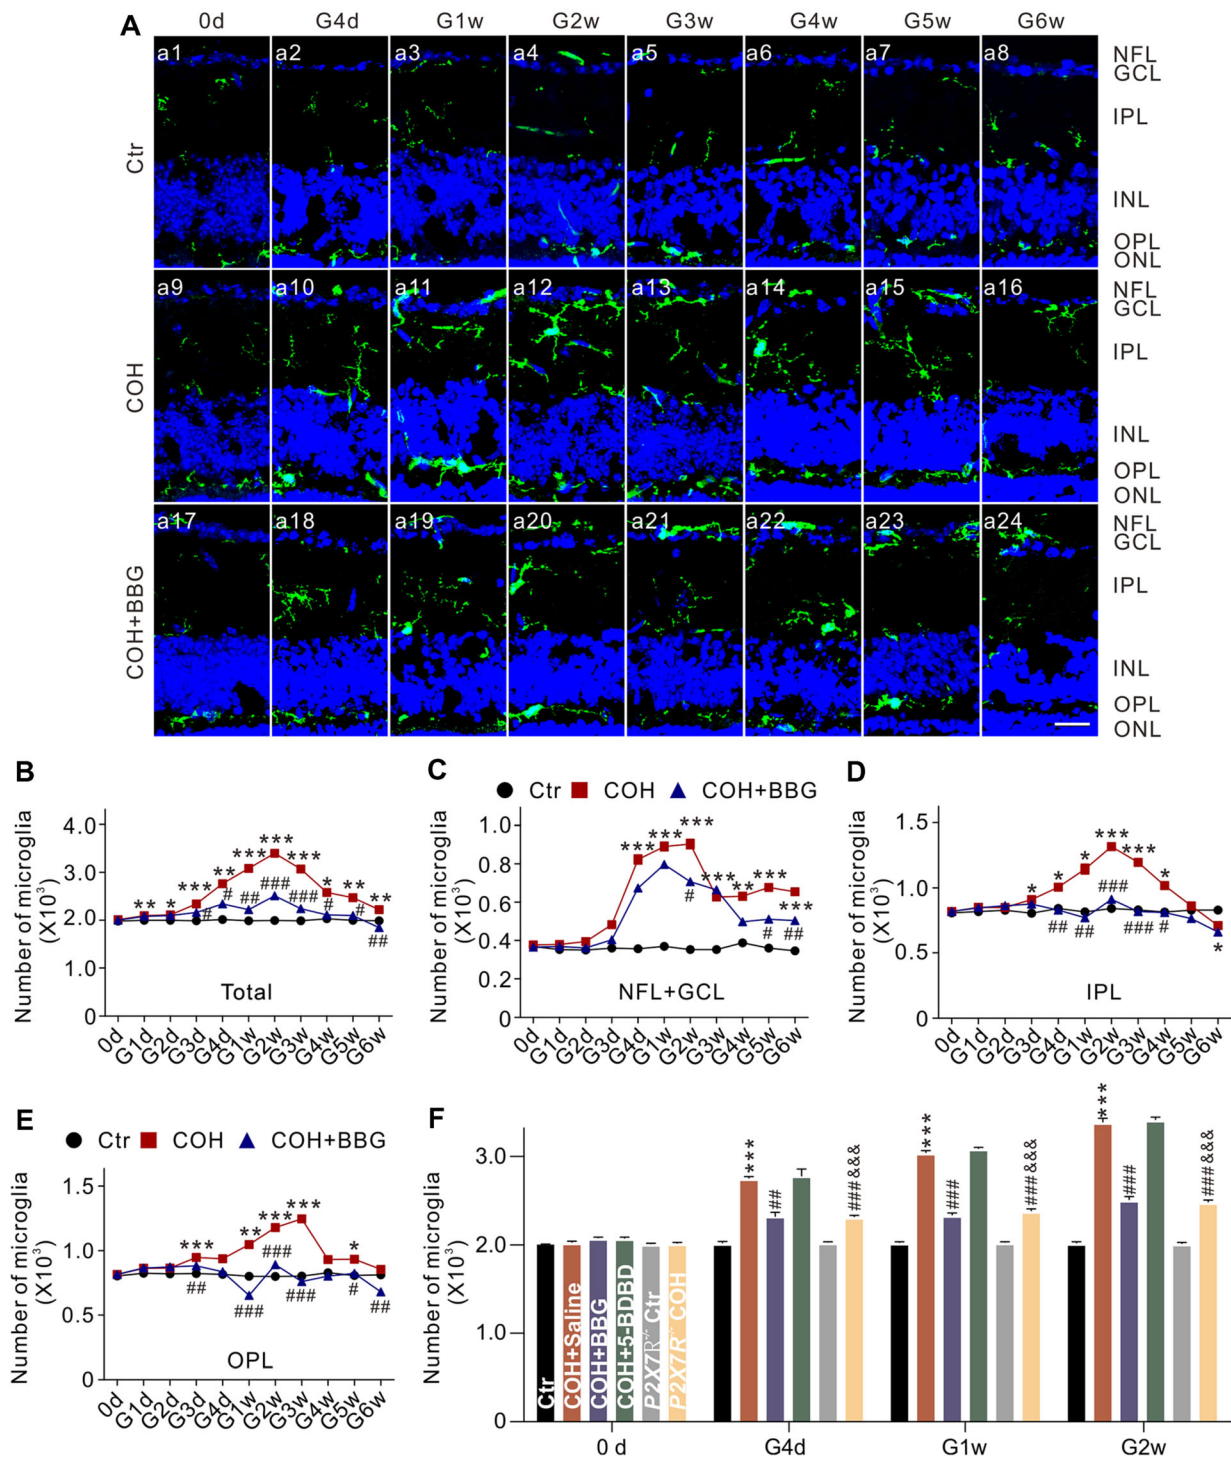 A
0d G4d G1w G2w G3w G4w G5w G6w
Ctr
a1 a2 a3 a4 a5 a6 a7 a8
NFL
GCL
IPL
INL
OPL
ONL
COH
a9 a10 a11 a12 a13 a14 a15 a16
NFL
GCL
IPL
INL
OPL
ONL
COH+BBG
a17 a18 a19 a20 a21 a22 a23 a24
NFL
GCL
IPL
INL
OPL
ONL
B
Number of microglia
(X10³)
4.0
3.0
2.0
1.0
0
** * *** ** *** *** *** * ** **
# # ## ### ### # # ##
Total
0d G1d G2d G3d G4d G1w G2w G3w G4w G5w G6w
C
Ctr COH COH+BBG
Number of microglia
(X10³)
1.0
0.8
0.6
0.4
0.2
0
*** *** *** *** ** ***
# # ##
NFL+GCL
0d G1d G2d G3d G4d G1w G2w G3w G4w G5w G6w
D
Number of microglia
(X10³)
1.5
1.0
0.5
0
* * * *** *** * *
## ## ### ### #
IPL
0d G1d G2d G3d G4d G1w G2w G3w G4w G5w G6w
E
Ctr COH COH+BBG
Number of microglia
(X10³)
1.5
1.0
0.5
0
*** ** *** *** *
## ### ### ### # ##
OPL
0d G1d G2d G3d G4d G1w G2w G3w G4w G5w G6w
F
Number of microglia
(X10³)
3.0
2.0
1.0
0
Ctr
COH+Saline
COH+BBG
COH+5-BDBD
P2X7R⁻/⁻ Ctr
P2X7R⁻/⁻ COH
*** ## ###&&&
*** ### ###&&&
*** ### ###&&&
0 d G4d G1w G2w